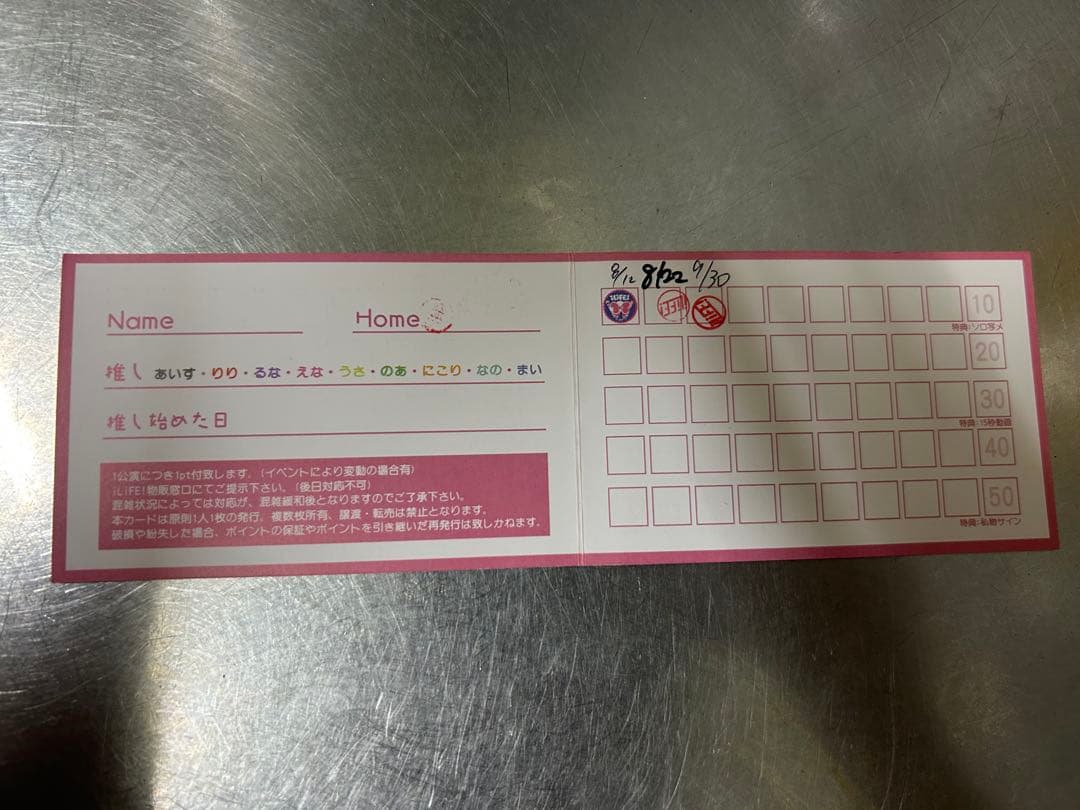 Name
Home
推し あいす・りり・るな・えな・うさ・のあ・にこり・なの・まい
推し始めた日
1公演につき1pt付致します。(イベントにより変動の場合有)
iLiFE!物販窓口にてご提示下さい。(後日対応不可)
混雑状況によっては対応が、混雑緩和後となりますのでご了承下さい。
本カードは原則1人1枚の発行。複数枚所有、譲渡・転売は禁止となります。
破損や紛失した場合、ポイントの保証やポイントを引き継いだ再発行は致しかねます。
8/12 8/22 9/30
iLiFE!
10
特典:ソロ写メ
20
30
特典:15秒動画
40
50
特典:私物サイン